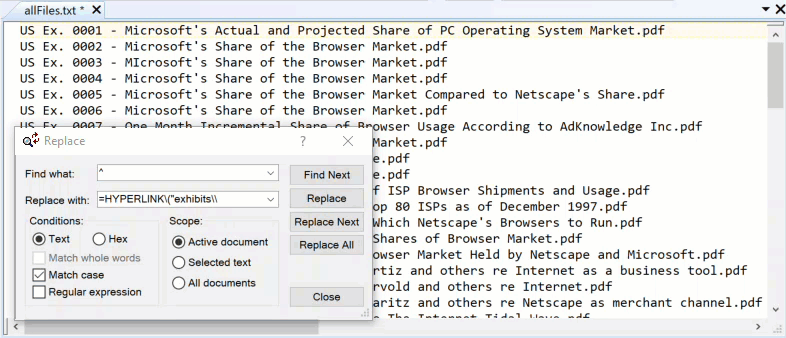 allFiles.txt *
US Ex. 0001 - Microsoft's Actual and Projected Share of PC Operating System Market.pdf
US Ex. 0002 - Microsoft's Share of the Browser Market.pdf
US Ex. 0003 - MIcrosoft's Share of the Browser Market.pdf
US Ex. 0004 - Microsoft's Share of the Browser Market.pdf
US Ex. 0005 - Microsoft's Share of the Browser Market Compared to Netscape's Share.pdf
US Ex. 0006 - Microsoft's Share of the Browser Market.pdf
US Ex. 0007 - One Month Incremental Share of Browser Usage According to AdKnowledge Inc.pdf
Market.pdf
e.pdf
e.pdf
f ISP Browser Shipments and Usage.pdf
op 80 ISPs as of December 1997.pdf
Which Netscape's Browsers to Run.pdf
Shares of Browser Market.pdf
owser Market Held by Netscape and Microsoft.pdf
rtiz and others re Internet as a business tool.pdf
rvold and others re Internet.pdf
aritz and others re Netscape as merchant channel.pdf
The Internet Tidal Wave.pdf
Replace
?
Find what:
^
Find Next
Replace with:
=HYPERLINK\("exhibits\\
Replace
Replace Next
Replace All
Conditions:
Text
Hex
Match whole words
Match case
Regular expression
Scope:
Active document
Selected text
All documents
Close